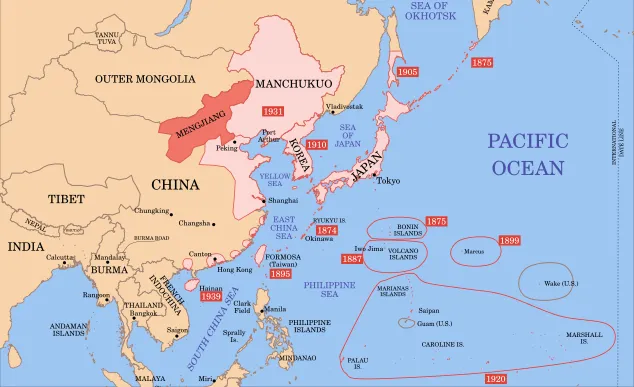 SEA OF
OKHOTSK
KAM
TANNU
TUVA
OUTER MONGOLIA
MANCHUKUO
1905
1875
MENGJIANG
1931
Vladivostak
Port
Arthur
Peking
KOREA
1910
SEA
OF
JAPAN
JAPAN
Tokyo
PACIFIC
OCEAN
INTERNATIONAL
DATE LINE
CHINA
YELLOW
SEA
TIBET
Shanghai
Chungking
Changsha
NEPAL
INDIA
BURMA ROAD
EAST
CHINA
SEA
RYUKYU IS.
1874
Okinawa
BONIN
ISLANDS
1875
Iwo Jima
1887
VOLCANO
ISLANDS
Marcus
1899
Calcutta
Mandalay
BURMA
Canton
Hong Kong
FORMOSA
(Taiwan)
1895
Hainan
1939
FRENCH
INDOCHINA
Rangoon
THAILAND
Bangkok
Saigon
ANDAMAN
ISLANDS
SOUTH CHINA SEA
Clark
Field
Manila
Sprally
Is.
PHILIPPINE
SEA
PHILIPPINE
ISLANDS
MINDANAO
MARIANAS
ISLANDS
Saipan
Guam (U.S.)
Wake (U.S.)
CAROLINE IS.
MARSHALL
IS.
PALAU
IS.
1920
MALAYA
Miri